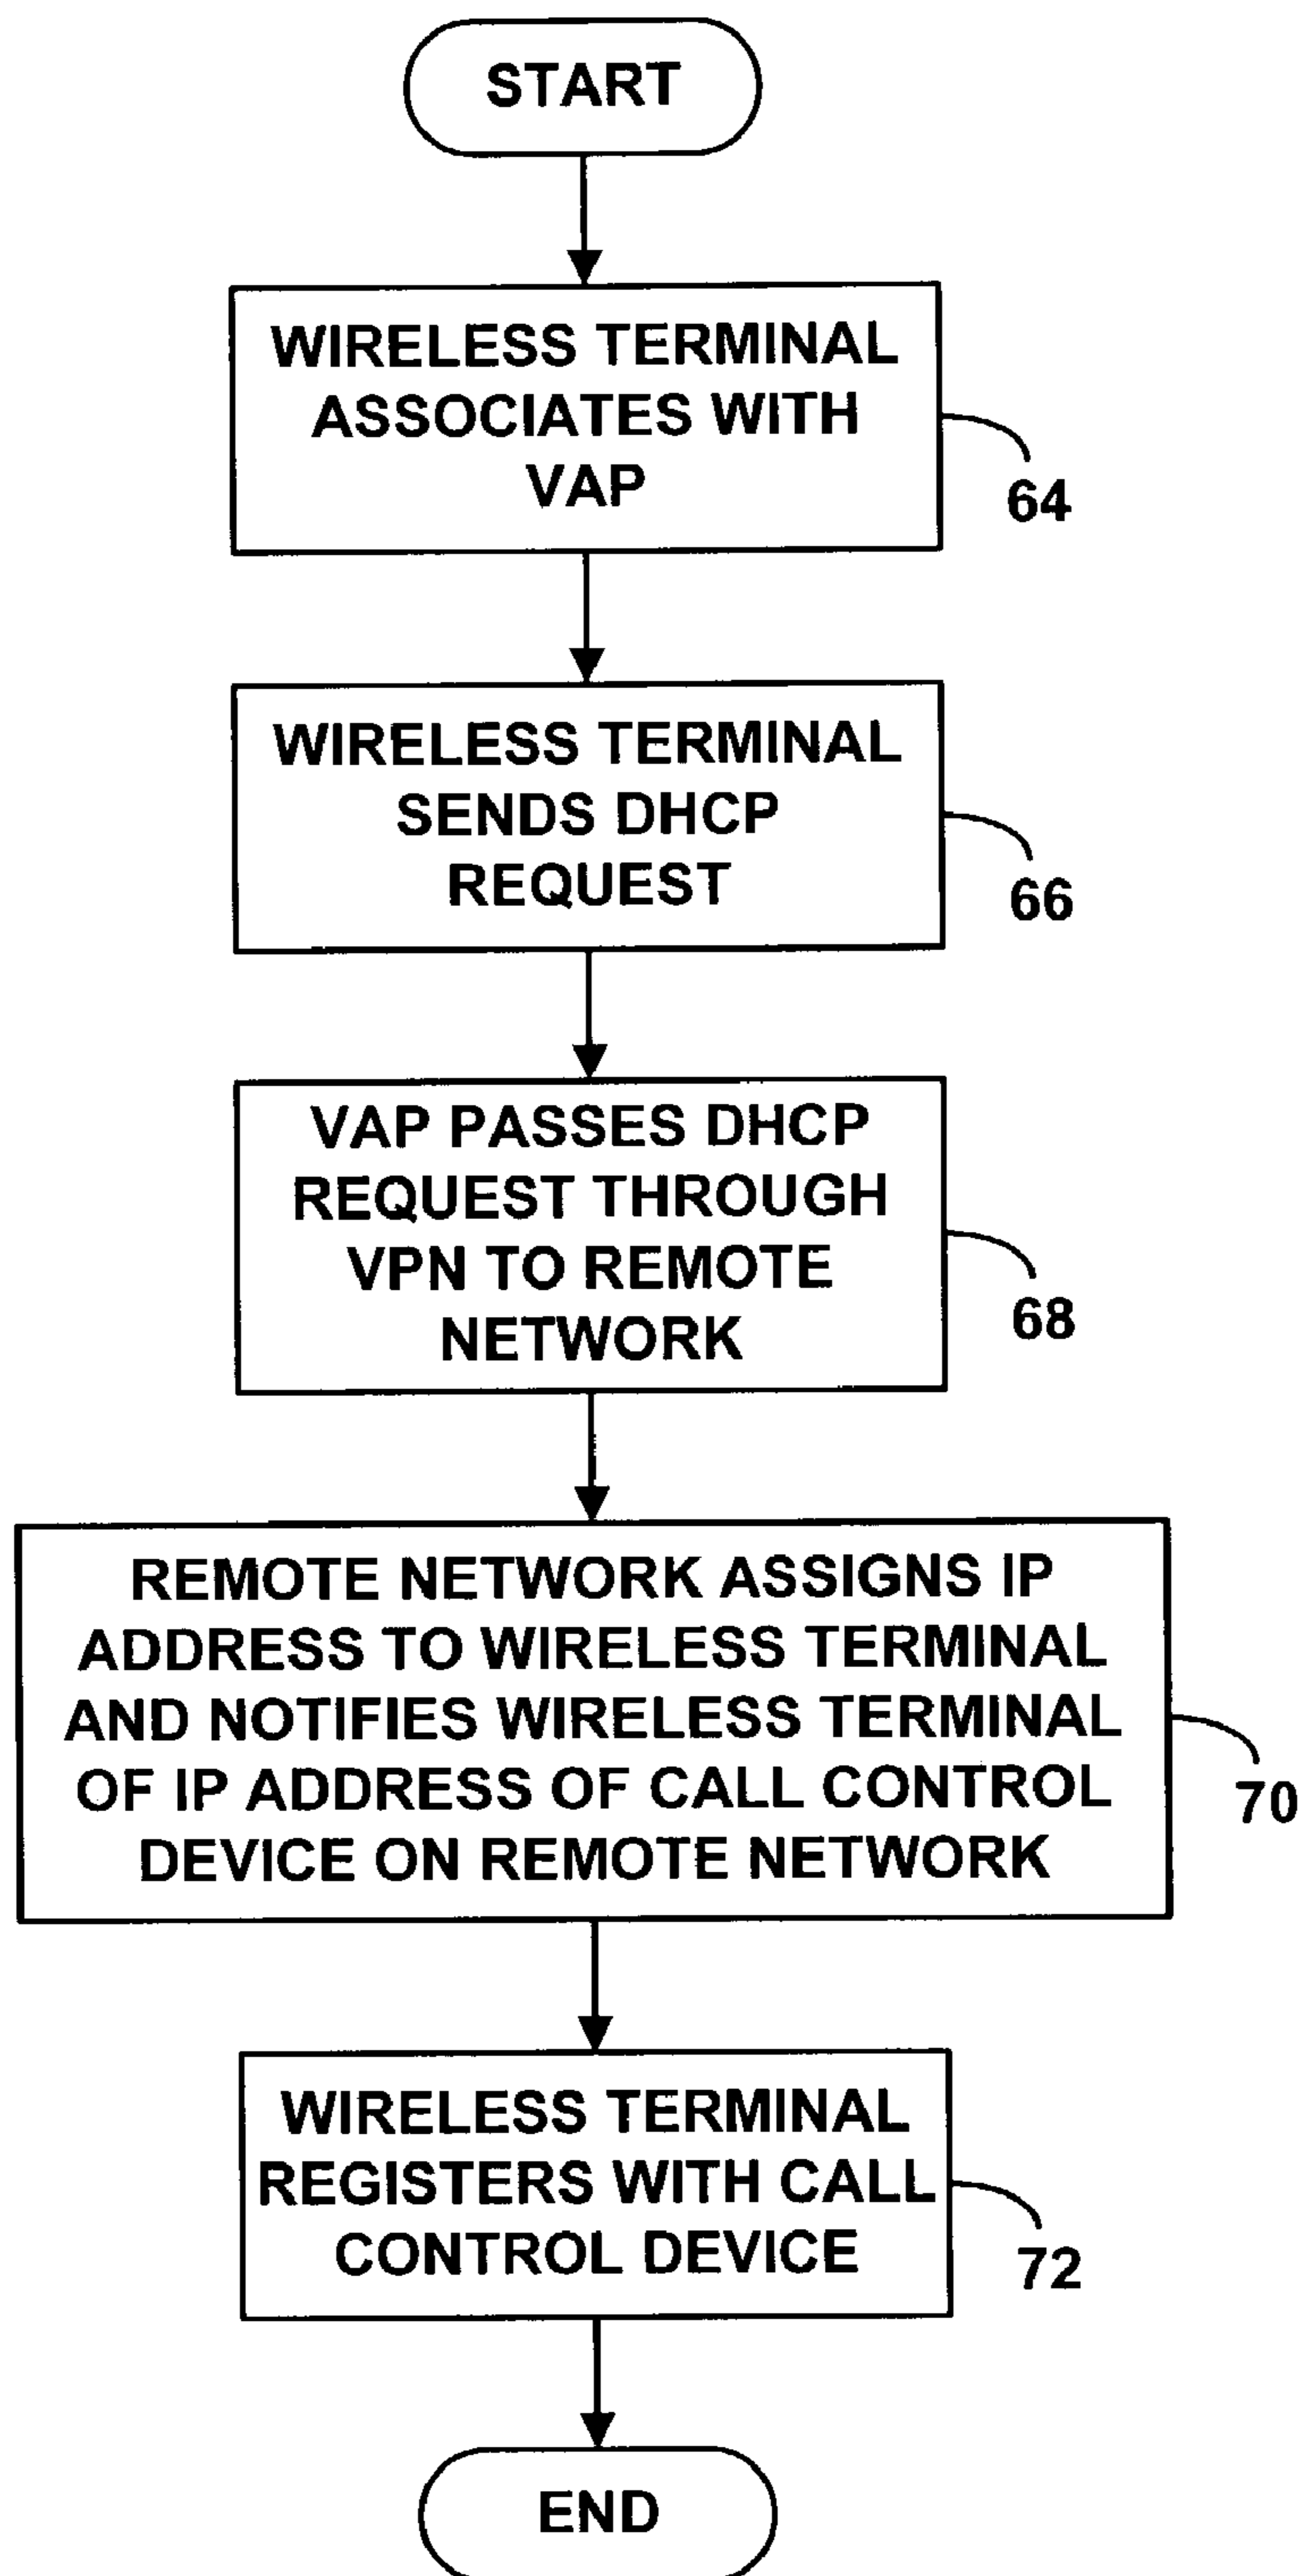 START
WIRELESS TERMINAL
ASSOCIATES WITH
VAP
64
WIRELESS TERMINAL
SENDS DHCP
REQUEST
66
VAP PASSES DHCP
REQUEST THROUGH
VPN TO REMOTE
NETWORK
68
REMOTE NETWORK ASSIGNS IP
ADDRESS TO WIRELESS TERMINAL
AND NOTIFIES WIRELESS TERMINAL
OF IP ADDRESS OF CALL CONTROL
DEVICE ON REMOTE NETWORK
70
WIRELESS TERMINAL
REGISTERS WITH CALL
CONTROL DEVICE
72
END